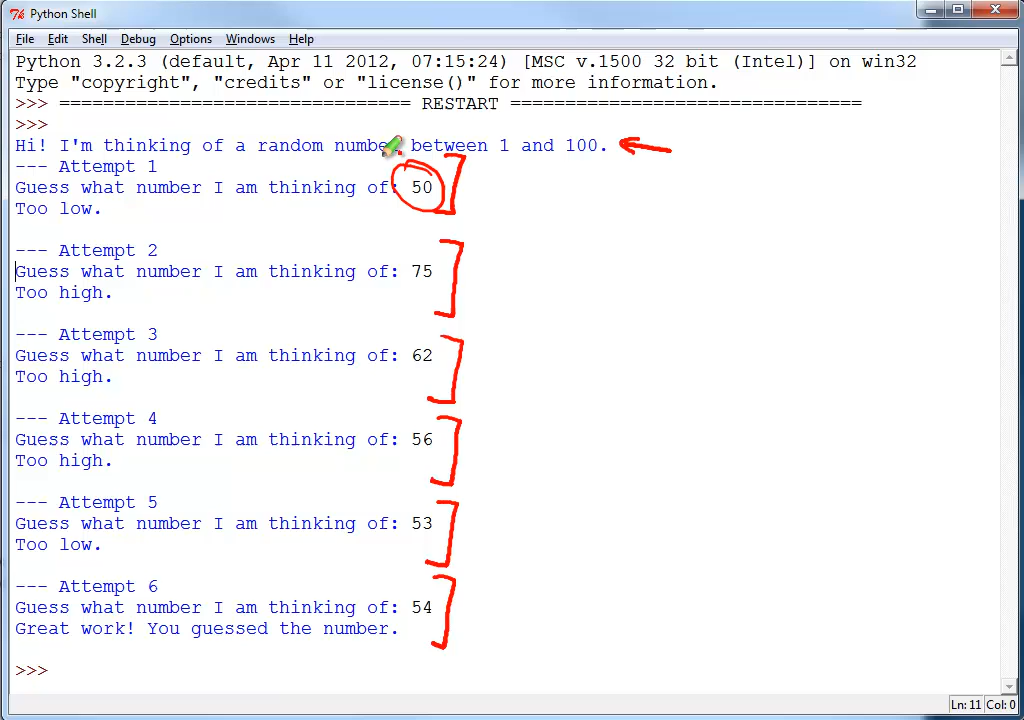 Python Shell
File Edit Shell Debug Options Windows Help
Python 3.2.3 (default, Apr 11 2012, 07:15:24) [MSC v.1500 32 bit (Intel)] on win32
Type "copyright", "credits" or "license()" for more information.
>>> ================================ RESTART ================================
>>>
Hi! I'm thinking of a random number between 1 and 100.
--- Attempt 1
Guess what number I am thinking of: 50
Too low.
--- Attempt 2
Guess what number I am thinking of: 75
Too high.
--- Attempt 3
Guess what number I am thinking of: 62
Too high.
--- Attempt 4
Guess what number I am thinking of: 56
Too high.
--- Attempt 5
Guess what number I am thinking of: 53
Too low.
--- Attempt 6
Guess what number I am thinking of: 54
Great work! You guessed the number.
>>>
Ln: 11 Col: 0